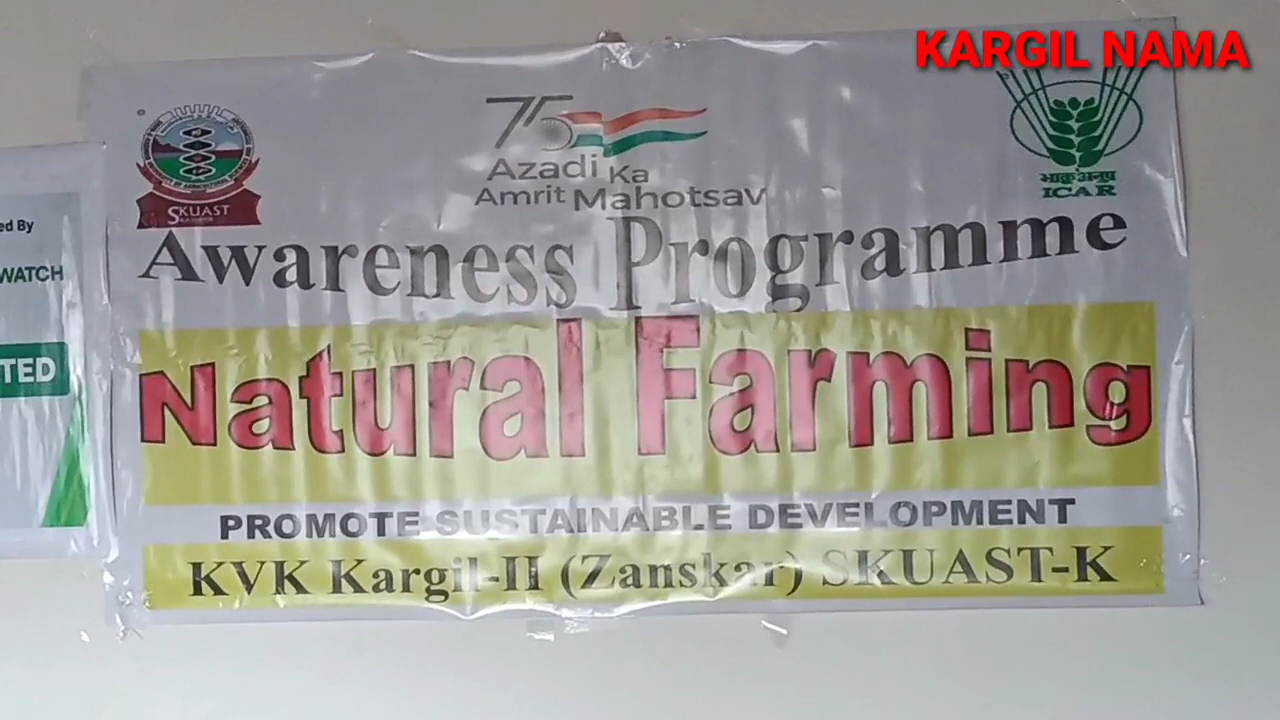 KARGIL NAMA
75
Azadi Ka
Amrit Mahotsav
SKUAST
भाकृअनुप
ICAR
Awareness Programme
Natural Farming
PROMOTE SUSTAINABLE DEVELOPMENT
KVK Kargil-II (Zanskar) SKUAST-K
ed By
WATCH
TED